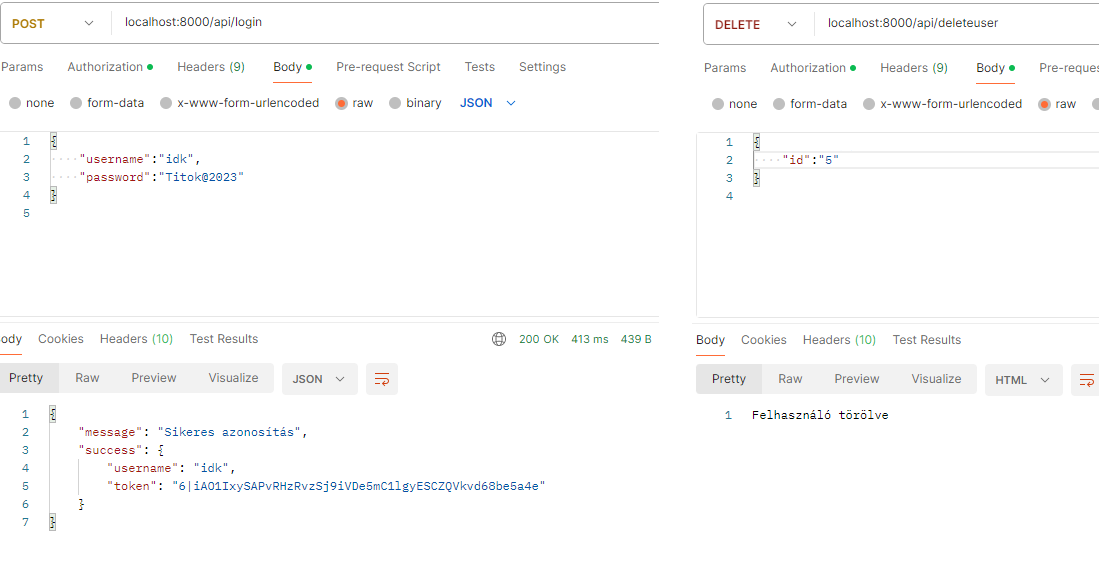 POST
localhost:8000/api/login
Params Authorization Headers (9) Body Pre-request Script Tests Settings
none form-data x-www-form-urlencoded raw binary JSON
1 {
2 "username":"idk",
3 "password":"Titok@2023"
4 }
5
ody Cookies Headers (10) Test Results 200 OK 413 ms 439 B
Pretty Raw Preview Visualize JSON
1 {
2 "message": "Sikeres azonosítás",
3 "success": {
4 "username": "idk",
5 "token": "6|iAO1IxySAPvRHzRvzSj9iVDe5mC1lgyESCZQVkvd68be5a4e"
6 }
7 }
DELETE
localhost:8000/api/deleteuser
Params Authorization Headers (9) Body Pre-reques
none form-data x-www-form-urlencoded raw
1 {
2 "id":"5"
3 }
4
Body Cookies Headers (10) Test Results
Pretty Raw Preview Visualize HTML
1 Felhasználó törölve